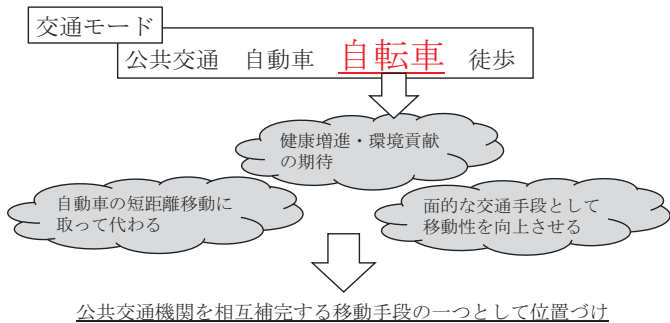 交通モード
公共交通 自動車 自転車 徒歩
健康増進・環境貢献
の期待
自動車の短距離移動に
取って代わる
面的な交通手段として
移動性を向上させる
公共交通機関を相互補完する移動手段の一つとして位置づけ